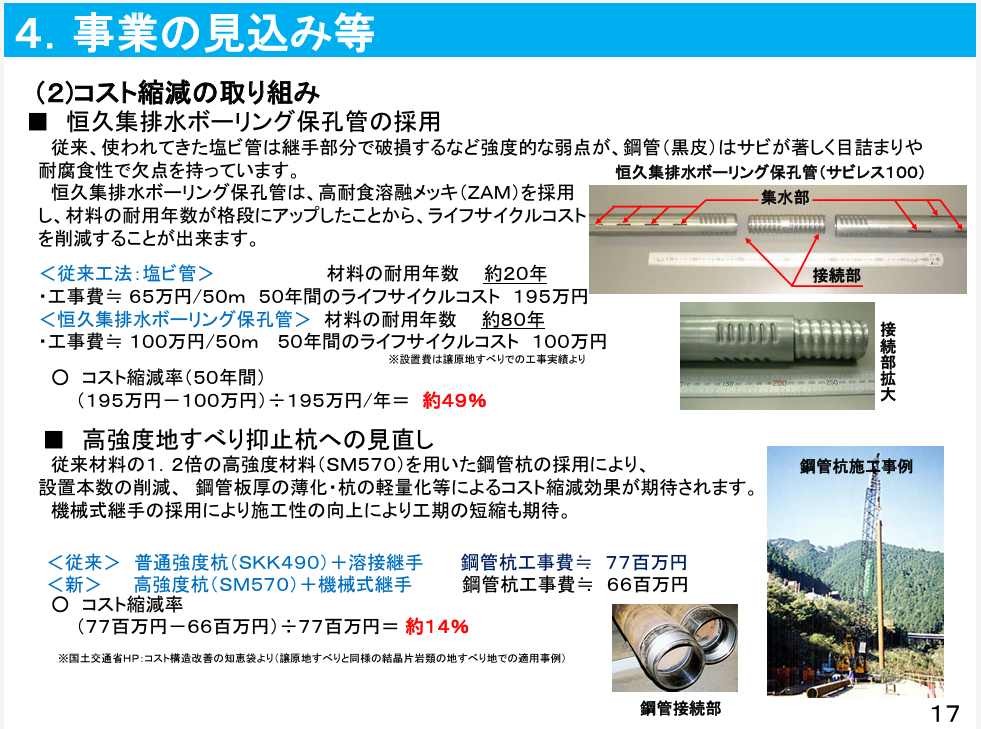 ４．事業の見込み等
（２）コスト縮減の取り組み
■　恒久集排水ボーリング保孔管の採用
従来、使われてきた塩ビ管は継手部分で破損するなど強度的な弱点が、鋼管（黒皮）はサビが著しく目詰まりや
耐腐食性で欠点を持っています。
恒久集排水ボーリング保孔管（サビレス１００）
恒久集排水ボーリング保孔管は、高耐食溶融メッキ（ZAM）を採用
し、材料の耐用年数が格段にアップしたことから、ライフサイクルコスト
を削減することが出来ます。
集水部
接続部
＜従来工法：塩ビ管＞　材料の耐用年数　約２０年
・工事費≒ ６５万円/５０ｍ　５０年間のライフサイクルコスト　１９５万円
＜恒久集排水ボーリング保孔管＞　材料の耐用年数　約８０年
・工事費≒ １００万円/５０ｍ　５０年間のライフサイクルコスト　１００万円
※設置費は譲原地すべりでの工事実績より
接続部拡大
○　コスト縮減率（５０年間）
（１９５万円－１００万円）÷１９５万円/年＝　約４９％
■　高強度地すべり抑止杭への見直し
従来材料の１．２倍の高強度材料（SM５７０）を用いた鋼管杭の採用により、
設置本数の削減、　鋼管板厚の薄化・杭の軽量化等によるコスト縮減効果が期待されます。
機械式継手の採用により施工性の向上により工期の短縮も期待。
鋼管杭施工事例
＜従来＞　普通強度杭（SKK４９０）＋溶接継手　鋼管杭工事費≒　７７百万円
＜新＞　高強度杭（SM５７０）＋機械式継手　鋼管杭工事費≒　６６百万円
○　コスト縮減率
（７７百万円－６６百万円）÷７７百万円＝ 約１４％
※国土交通省HP：コスト構造改善の知恵袋より（譲原地すべりと同様の結晶片岩類の地すべり地での適用事例）
鋼管接続部
17